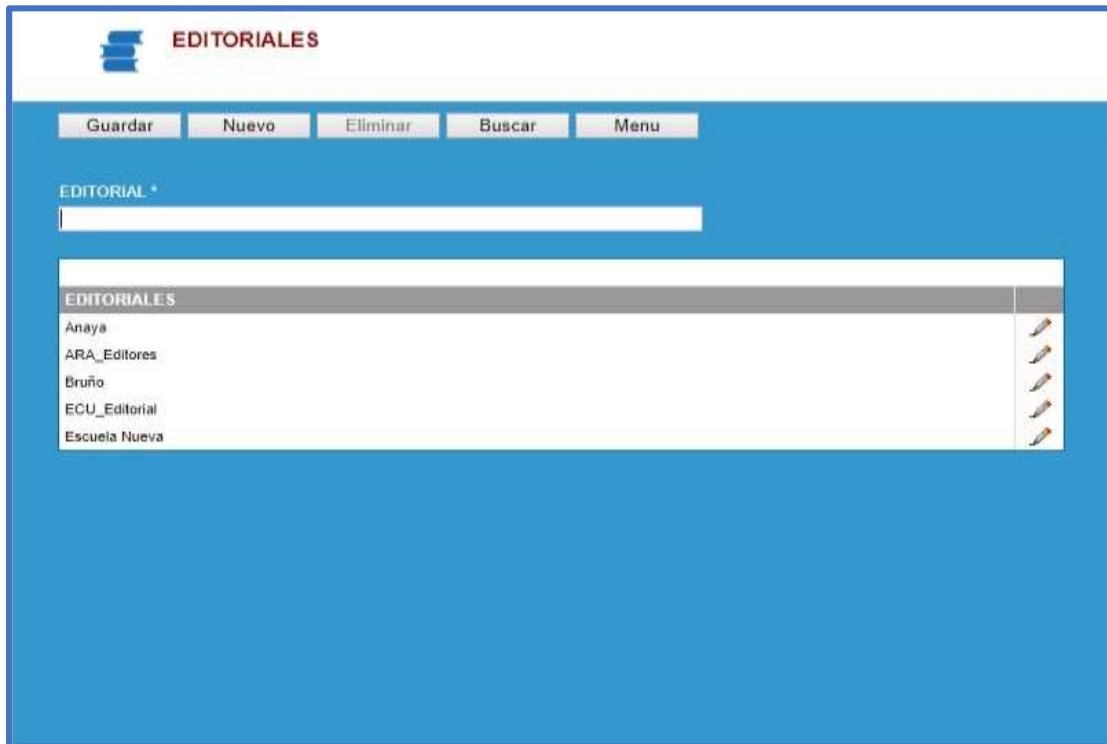 EDITORIALES
Guardar Nuevo Eliminar Buscar Menu
EDITORIAL *
EDITORIALES
Anaya
ARA_Editores
Bruño
ECU_Editorial
Escuela Nueva